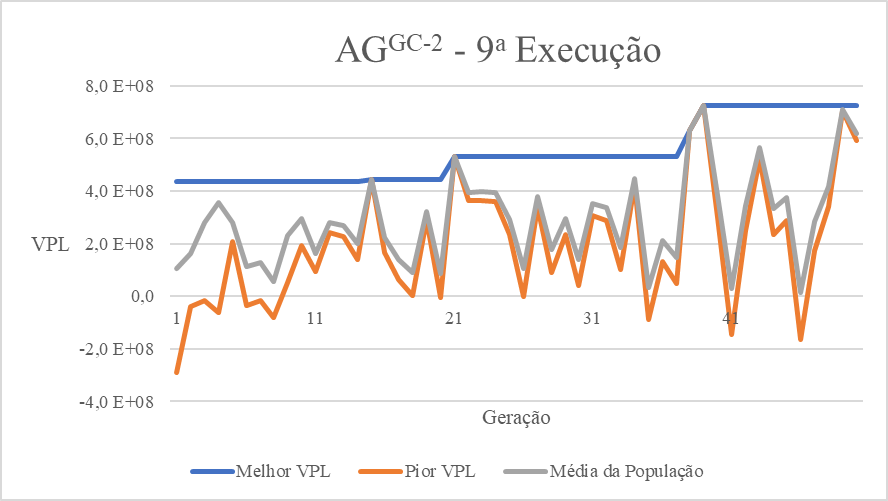 AGGC-2 - 9ª Execução
8,0 E+08
6,0 E+08
4,0 E+08
VPL
2,0 E+08
0,0
1 11 21 31 41
-2,0 E+08
-4,0 E+08
Geração
Melhor VPL Pior VPL Média da População